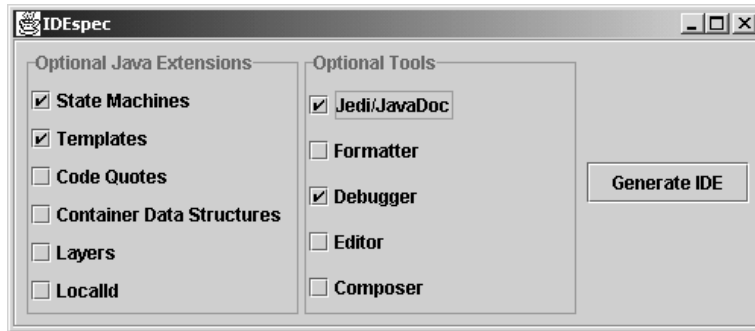 IDEspec
Optional Java Extensions
State Machines
Templates
Code Quotes
Container Data Structures
Layers
LocalId
Optional Tools
Jedi/JavaDoc
Formatter
Debugger
Editor
Composer
Generate IDE